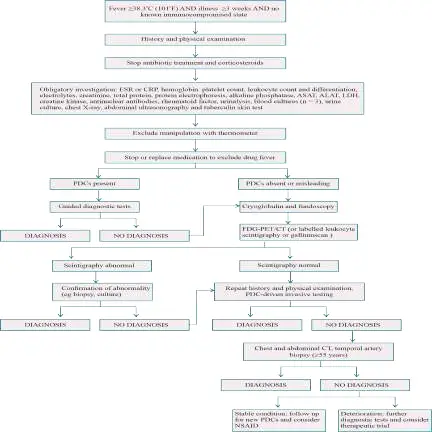 Fever ≥38.3°C (101°F) AND illness ≥3 weeks AND no
known immunocompromised state
History and physical examination
Stop antibiotic treatment and corticosteroids
Obligatory investigation: ESR or CRP, hemoglobin, platelet count, leukocyte count and differentiation,
electrolytes, creatinine, total protein, protein electrophoresis, alkaline phosphatase, ASAT, ALAT, LDH,
creatine kinase, antinuclear antibodies, rheumatoid factor, urinalysis, blood cultures (n = 3), urine
culture, chest X-ray, abdominal ultrasonography and tuberculin skin test
Exclude manipulation with thermometer
Stop or replace medication to exclude drug fever
PDCs present
PDCs absent or misleading
Guided diagnostic tests
Cryoglobulin and fundoscopy
DIAGNOSIS
NO DIAGNOSIS
FDG-PET/CT (or labelled leukocyte
scintigraphy or galliumscan )
Scintigraphy abnormal
Scintigraphy normal
Confirmation of abnormality
(eg biopsy, culture)
Repeat history and physical examination,
PDC-driven invasive testing
DIAGNOSIS
NO DIAGNOSIS
DIAGNOSIS
NO DIAGNOSIS
Chest and abdominal CT, temporal artery
biopsy (≥55 years)
DIAGNOSIS
NO DIAGNOSIS
Stable condition; follow up
for new PDCs and consider
NSAID
Deterioration; further
diagnostic tests and consider
therapeutic trial